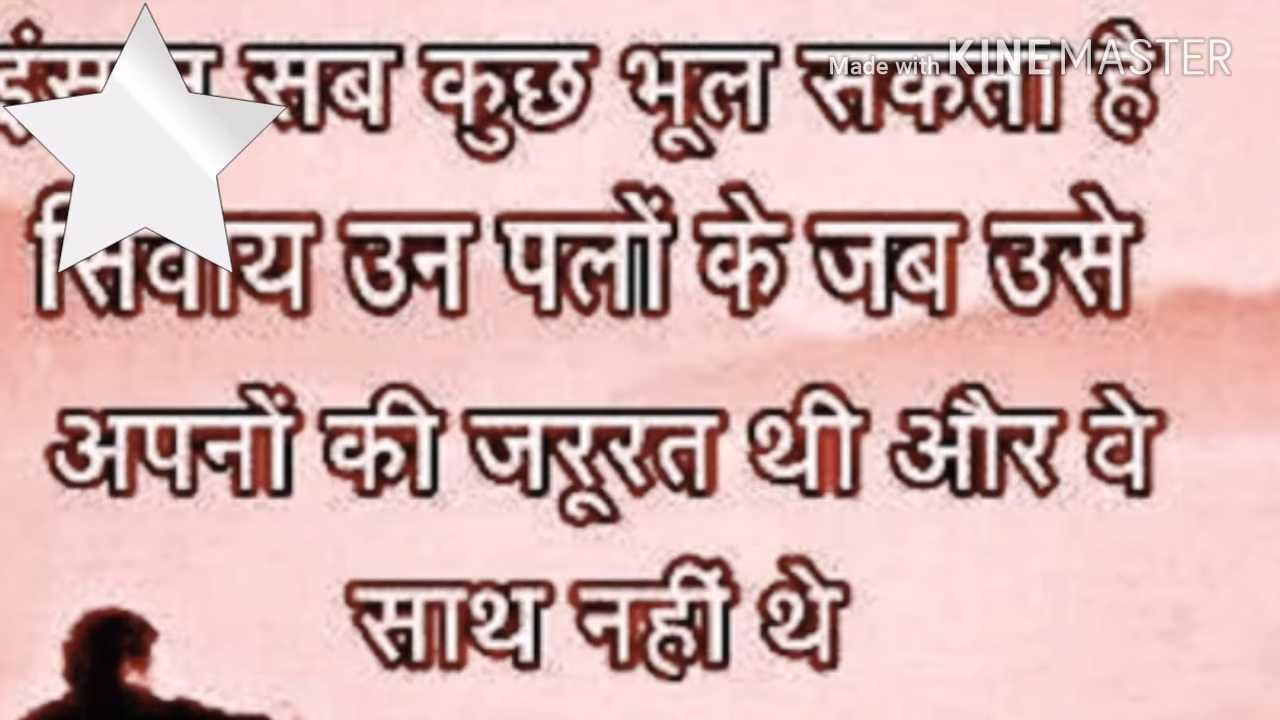 सब कुछ भूल सकता है
Made with KINEMASTER
सिवाय उन पलों के जब उसे
अपनों की जरूरत थी और वे
साथ नहीं थे